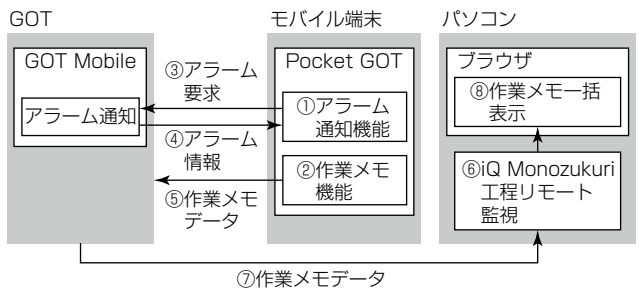 GOT
モバイル端末
パソコン
GOT Mobile
アラーム通知
③アラーム
要求
④アラーム
情報
⑤作業メモ
データ
Pocket GOT
①アラーム
通知機能
②作業メモ
機能
ブラウザ
⑧作業メモ一括
表示
⑥iQ Monozukuri
工程リモート
監視
⑦作業メモデータ